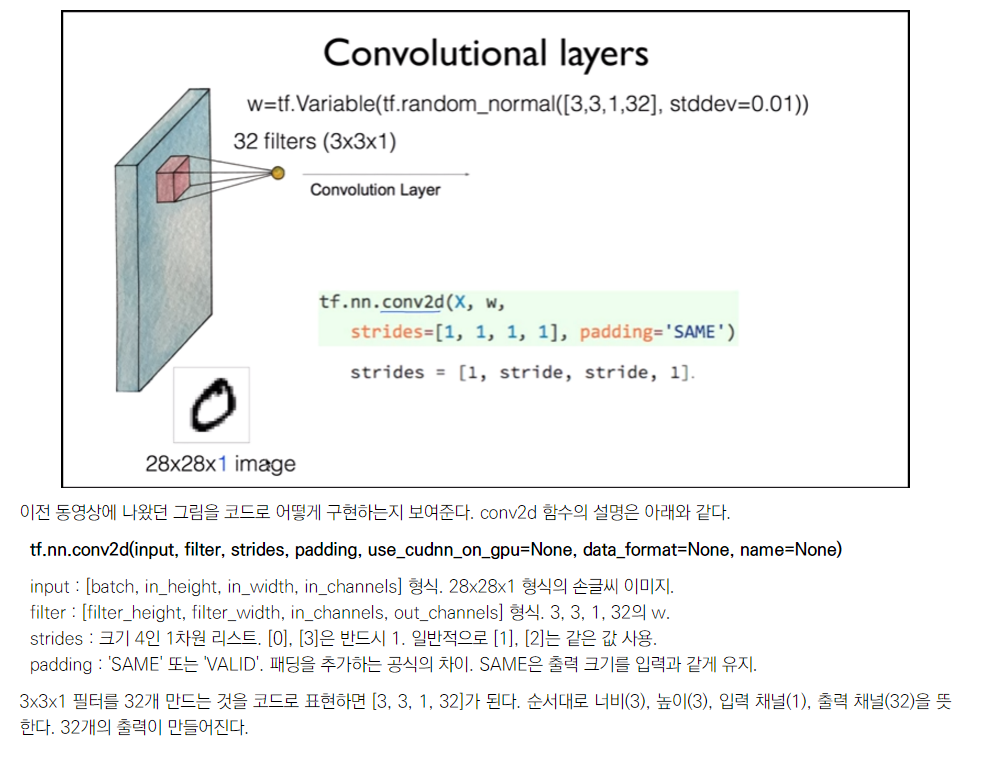 Convolutional layers
w=tf.Variable(tf.random_normal([3,3,1,32], stddev=0.01))
32 filters (3x3x1)
Convolution Layer
tf.nn.conv2d(X, w,
strides=[1, 1, 1, 1], padding='SAME')
strides = [1, stride, stride, 1].
28x28x1 image
이전 동영상에 나왔던 그림을 코드로 어떻게 구현하는지 보여준다. conv2d 함수의 설명은 아래와 같다.
tf.nn.conv2d(input, filter, strides, padding, use_cudnn_on_gpu=None, data_format=None, name=None)
input : [batch, in_height, in_width, in_channels] 형식. 28x28x1 형식의 손글씨 이미지.
filter : [filter_height, filter_width, in_channels, out_channels] 형식. 3, 3, 1, 32의 w.
strides : 크기 4인 1차원 리스트. [0], [3]은 반드시 1. 일반적으로 [1], [2]는 같은 값 사용.
padding : 'SAME' 또는 'VALID'. 패딩을 추가하는 공식의 차이. SAME은 출력 크기를 입력과 같게 유지.
3x3x1 필터를 32개 만드는 것을 코드로 표현하면 [3, 3, 1, 32]가 된다. 순서대로 너비(3), 높이(3), 입력 채널(1), 출력 채널(32)을 뜻
한다. 32개의 출력이 만들어진다.